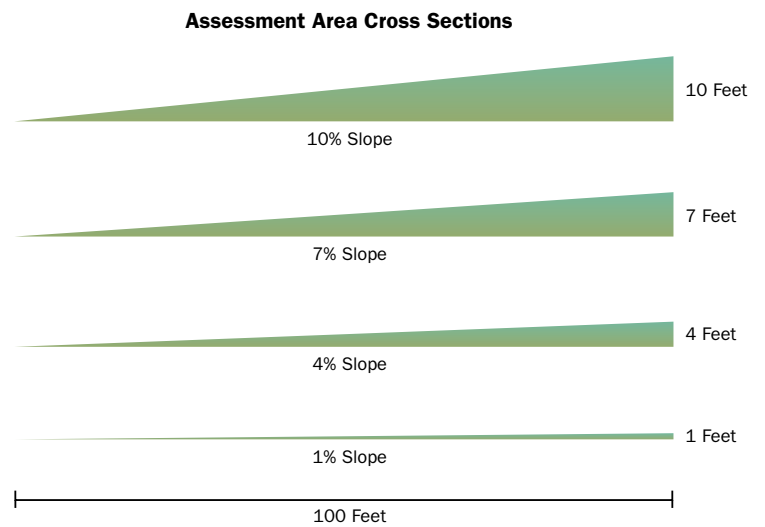 Assessment Area Cross Sections
10 Feet
10% Slope
7 Feet
7% Slope
4 Feet
4% Slope
1 Feet
1% Slope
100 Feet